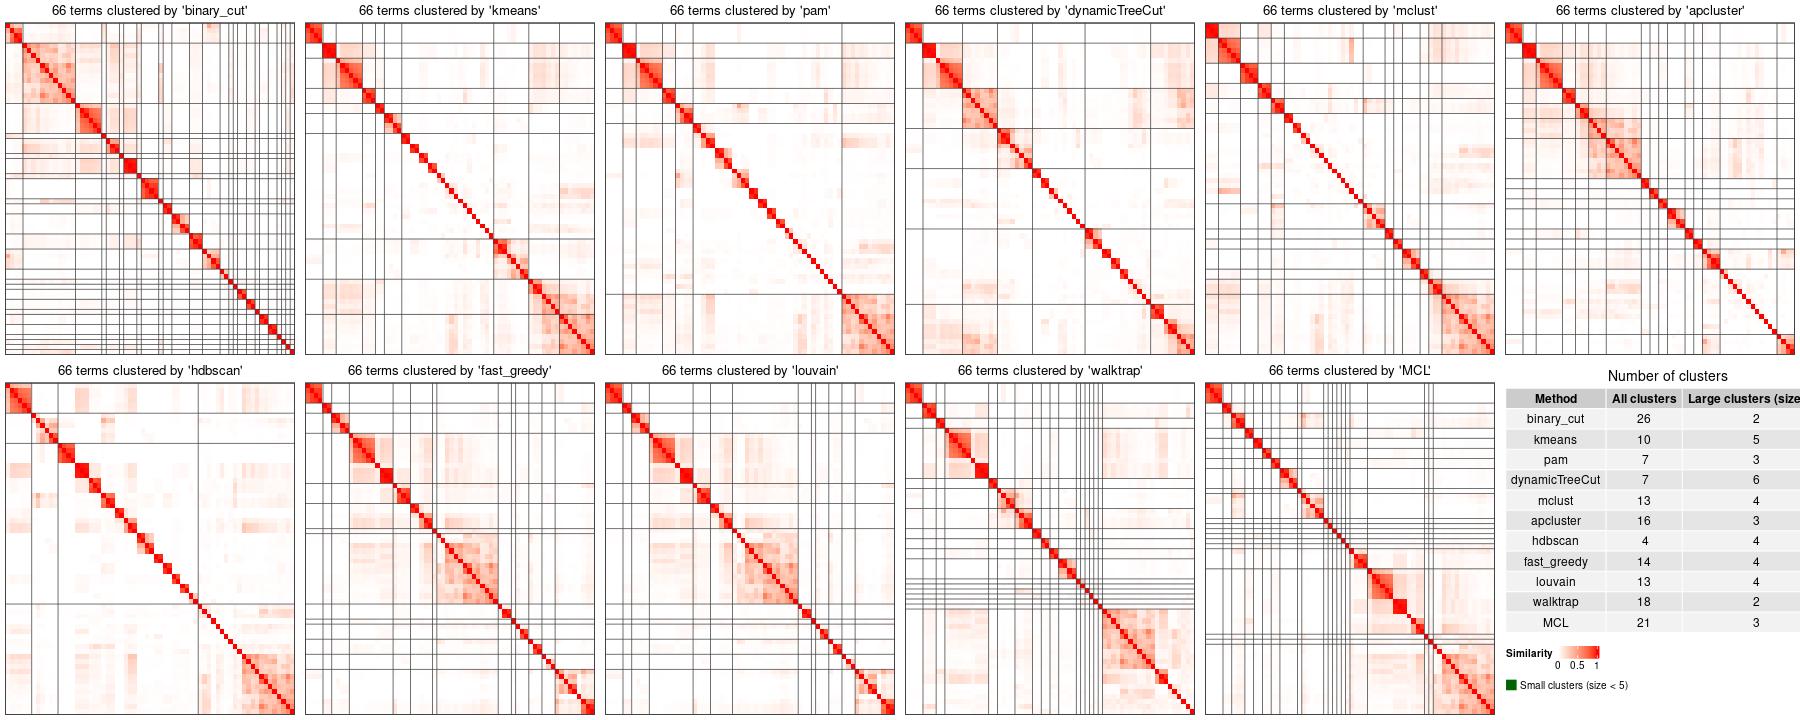 66 terms clustered by 'binary_cut'
66 terms clustered by 'kmeans'
66 terms clustered by 'pam'
66 terms clustered by 'dynamicTreeCut'
66 terms clustered by 'mclust'
66 terms clustered by 'apcluster'
66 terms clustered by 'hdbscan'
66 terms clustered by 'fast_greedy'
66 terms clustered by 'louvain'
66 terms clustered by 'walktrap'
66 terms clustered by 'MCL'
Number of clusters
Method All clusters Large clusters (size
binary_cut 26 2
kmeans 10 5
pam 7 3
dynamicTreeCut 7 6
mclust 13 4
apcluster 16 3
hdbscan 4 4
fast_greedy 14 4
louvain 13 4
walktrap 18 2
MCL 21 3
Similarity
0 0.5 1
Small clusters (size < 5)